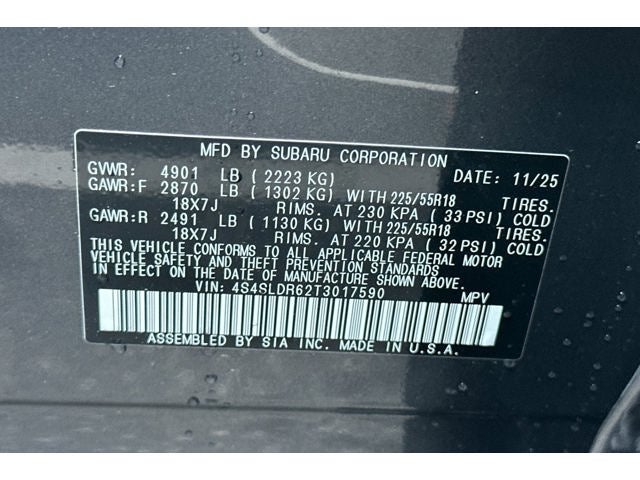 MFD BY SUBARU CORPORATION
GVWR: 4901 LB ( 2223 KG) DATE: 11/25
GAWR:F 2870 LB ( 1302 KG) WITH 225/55R18 TIRES.
18X7J RIMS. AT 230 KPA ( 33 PSI) COLD
GAWR:R 2491 LB ( 1130 KG) WITH 225/55R18 TIRES.
18X7J RIMS. AT 220 KPA ( 32 PSI) COLD
THIS VEHICLE CONFORMS TO ALL APPLICABLE FEDERAL MOTOR
VEHICLE SAFETY AND THEFT PREVENTION STANDARDS
IN EFFECT ON THE DATE OF MANUFACTURE SHOWN ABOVE.
VIN: 4S4SLDR62T3017590 MPV
ASSEMBLED BY SIA INC. MADE IN U.S.A.